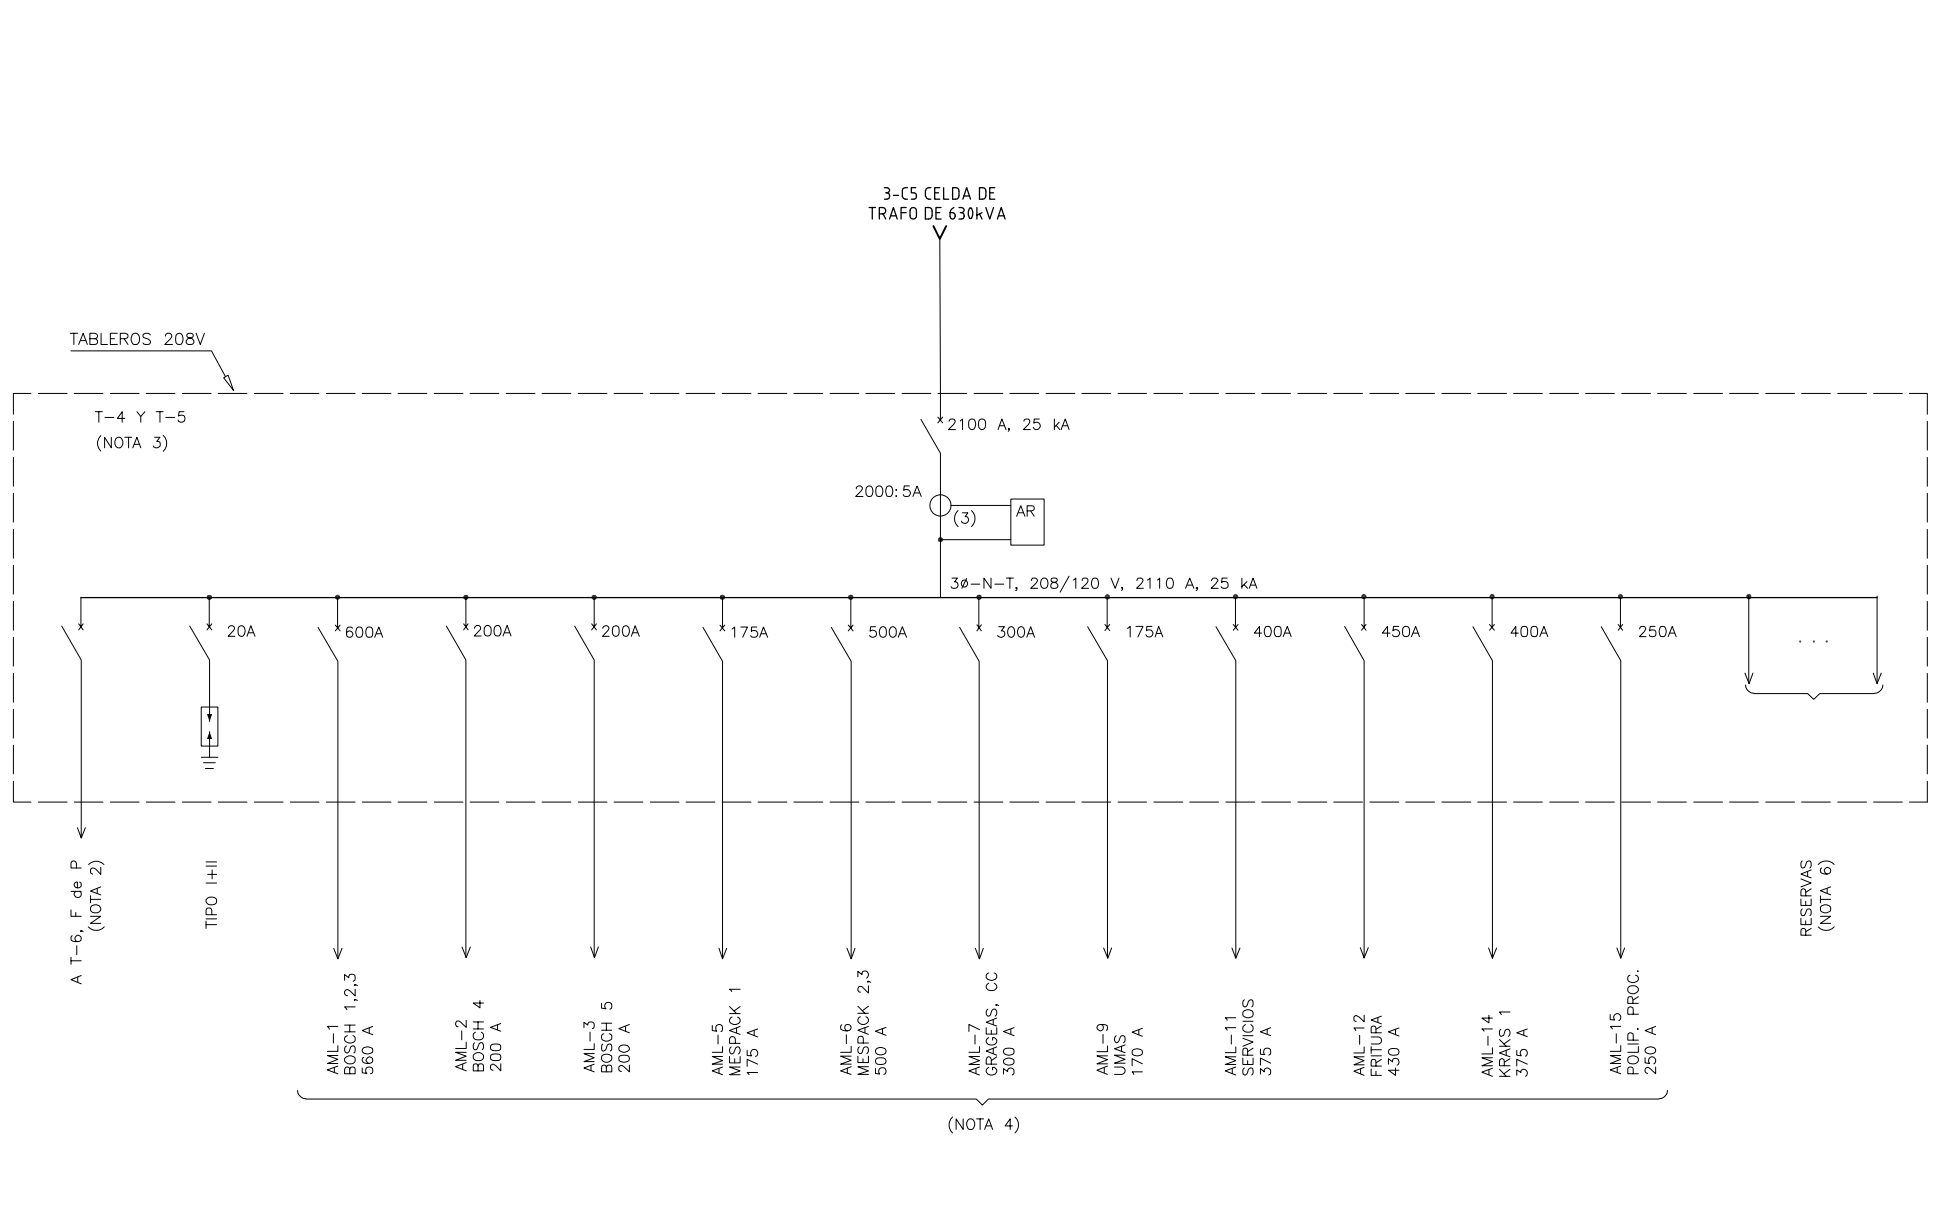 3-C5 CELDA DE
TRAFO DE 630kVA
TABLEROS 208V
T-4 Y T-5
(NOTA 3)
2100 A, 25 kA
2000:5A
(3)
AR
3ø-N-T, 208/120 V, 2110 A, 25 kA
20A
600A
200A
200A
175A
500A
300A
175A
400A
450A
400A
250A
. . .
A T-6, F de P
(NOTA 2)
TIPO I+II
RESERVAS
(NOTA 6)
AML-1
BOSCH 1,2,3
560 A
AML-2
BOSCH 4
200 A
AML-3
BOSCH 5
200 A
AML-5
MESPACK 1
175 A
AML-6
MESPACK 2,3
500 A
AML-7
GRAGEAS, CC
300 A
AML-9
UMAS
170 A
AML-11
SERVICIOS
375 A
AML-12
FRITURA
430 A
AML-14
KRAKS 1
375 A
AML-15
POLIP. PROC.
250 A
(NOTA 4)